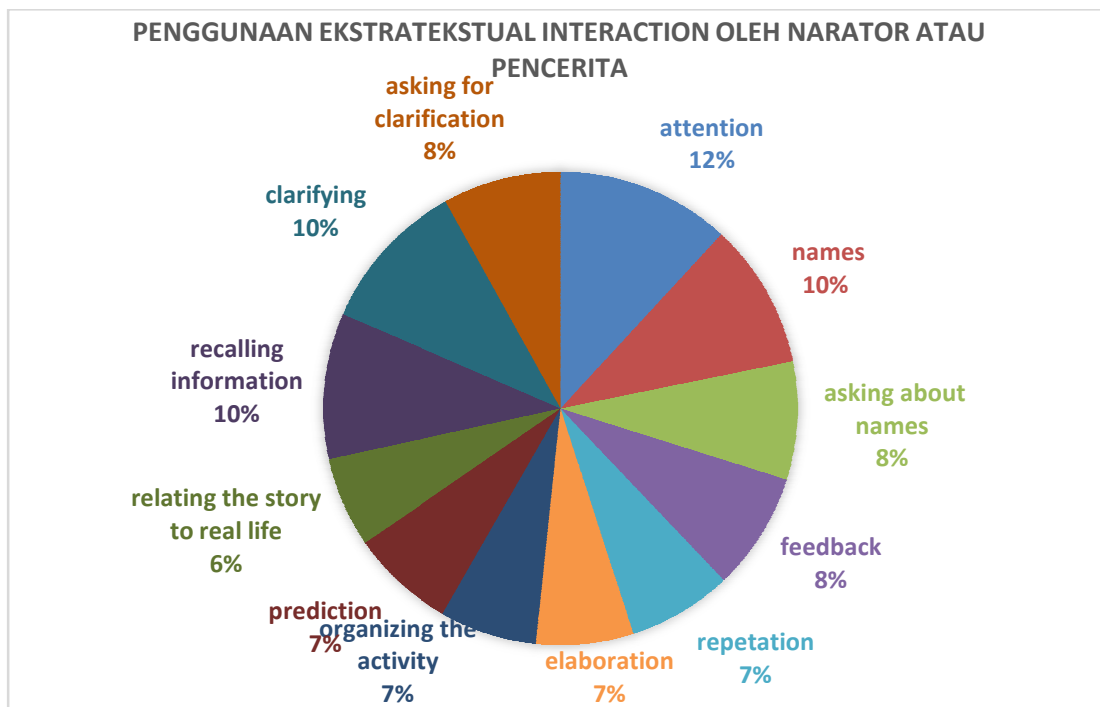 PENGGUNAAN EKSTRATEKSTUAL INTERACTION OLEH NARATOR ATAU
PENCERITA
attention
12%
names
10%
asking about
names
8%
feedback
8%
repetation
7%
elaboration
7%
organizing the
activity
7%
prediction
7%
relating the story
to real life
6%
recalling
information
10%
clarifying
10%
asking for
clarification
8%